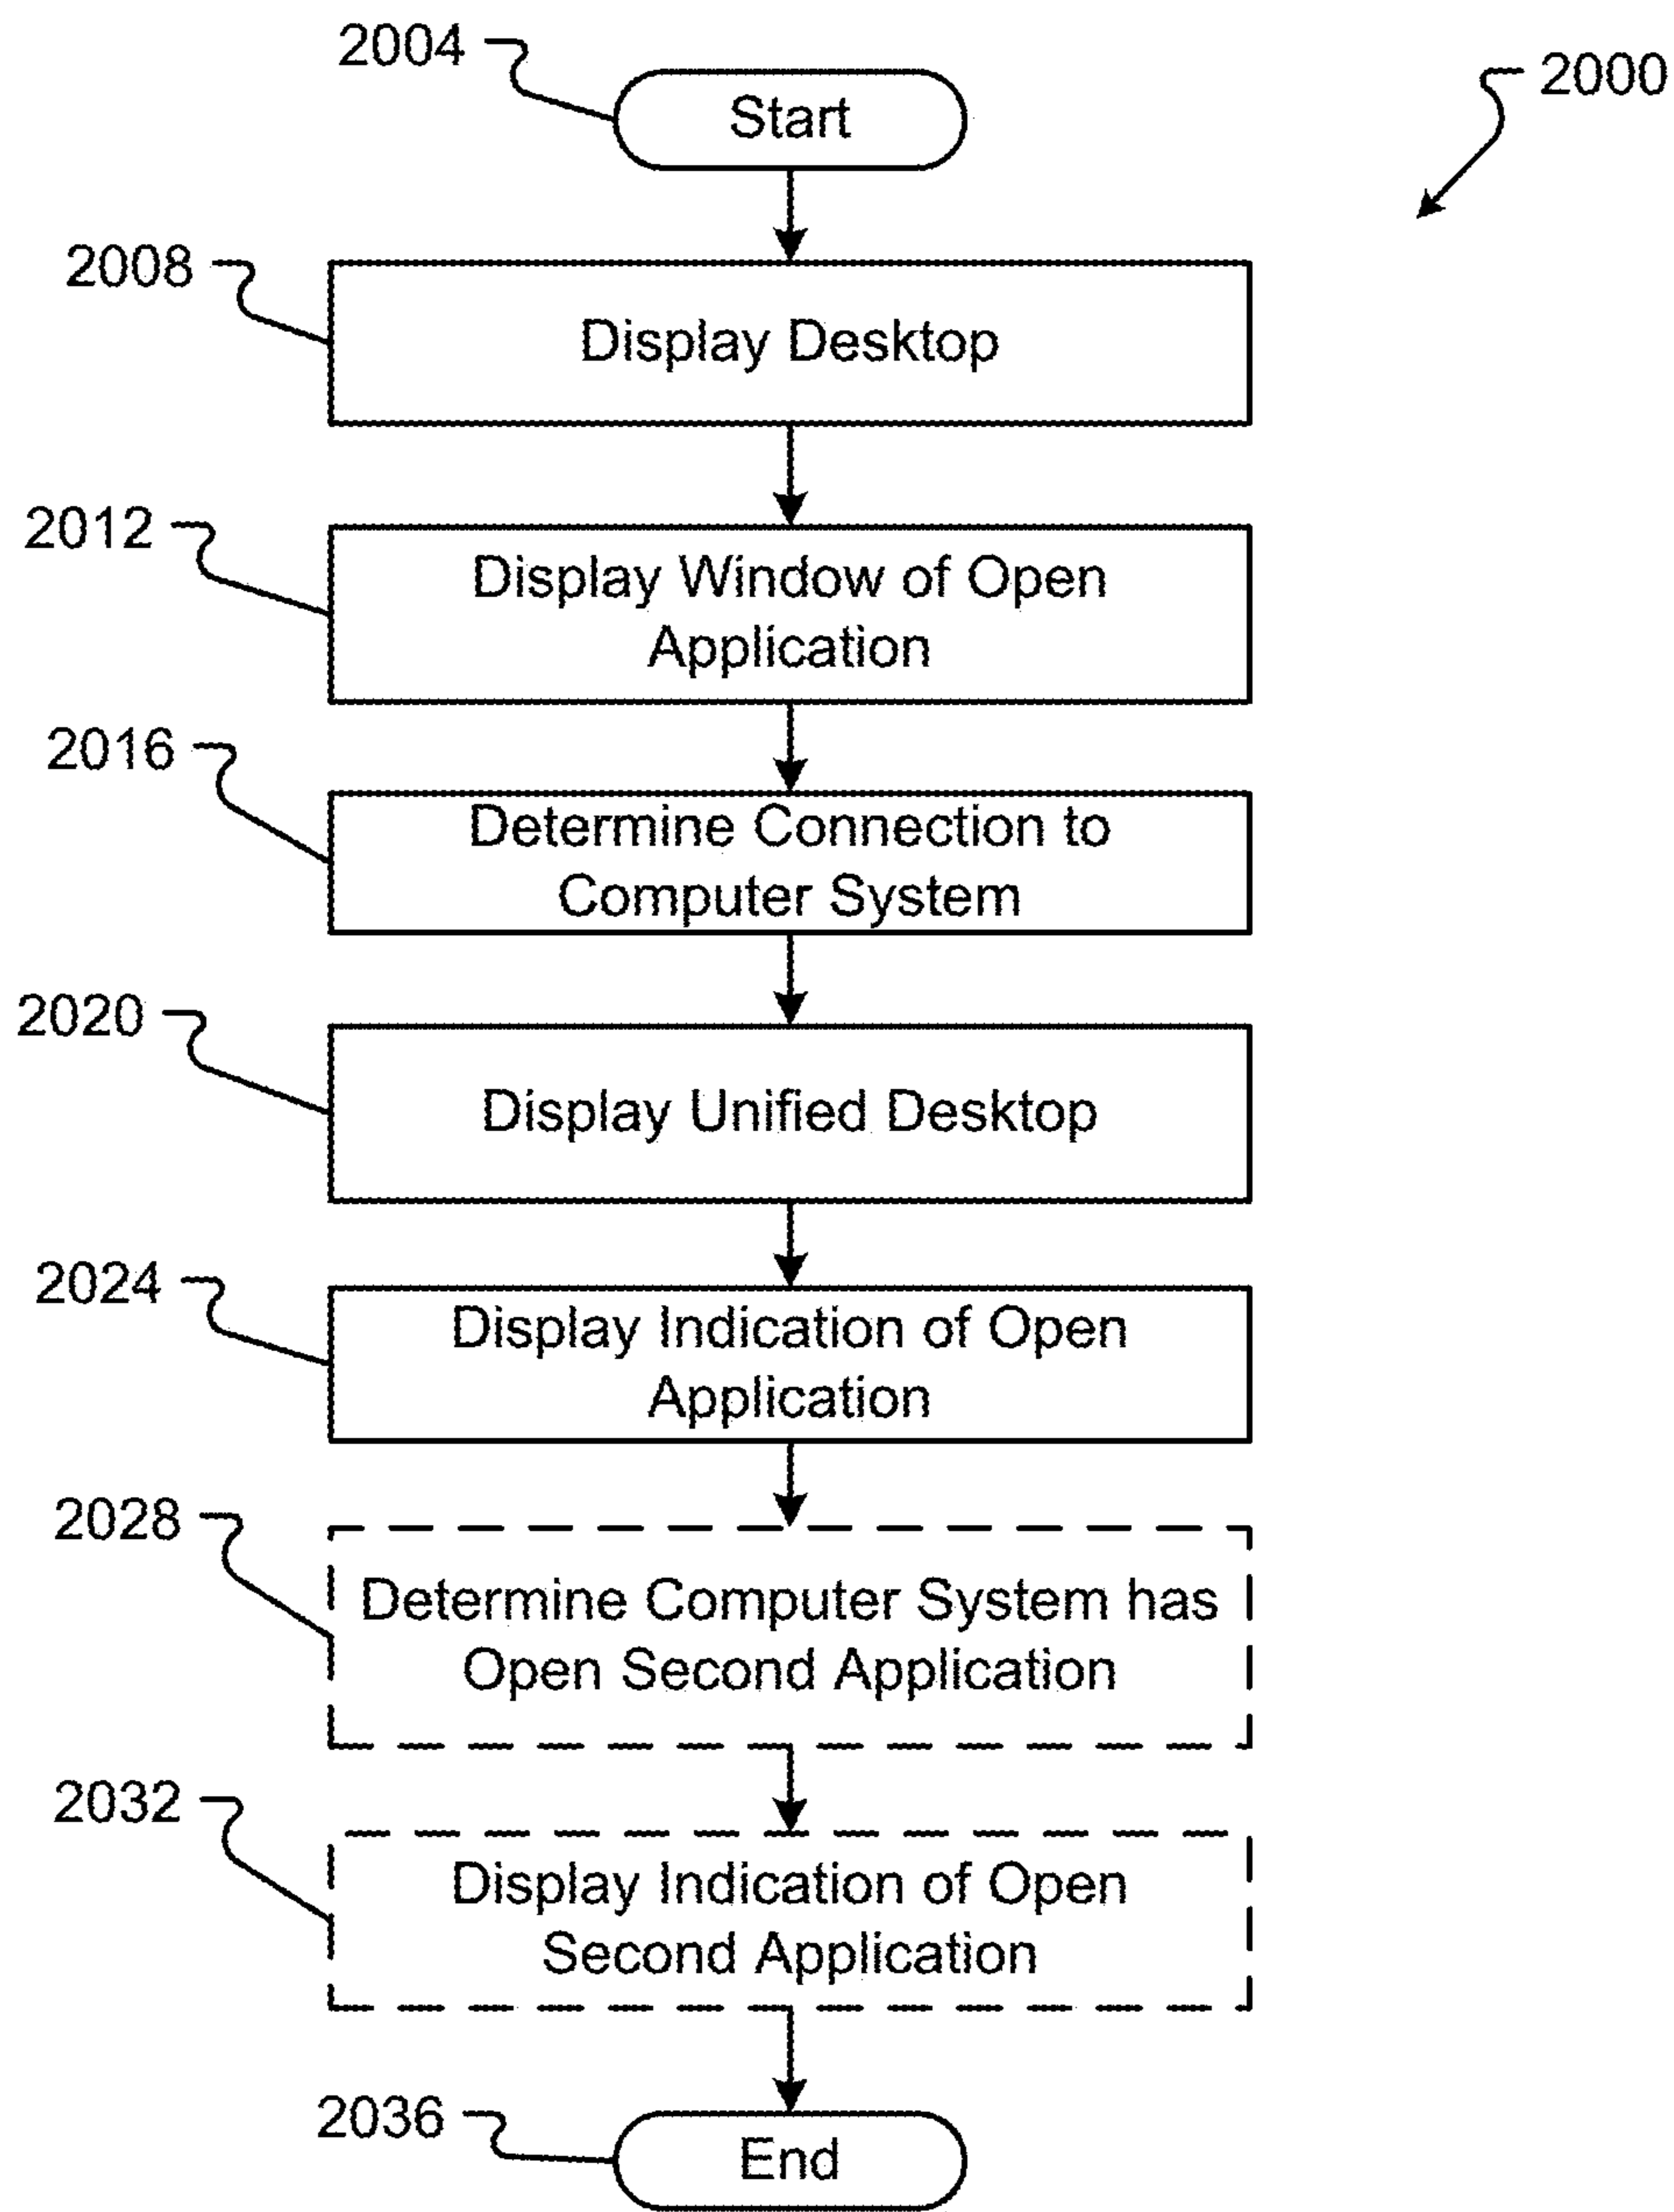 2004
Start
2000
2008
Display Desktop
2012
Display Window of Open
Application
2016
Determine Connection to
Computer System
2020
Display Unified Desktop
2024
Display Indication of Open
Application
2028
Determine Computer System has
Open Second Application
2032
Display Indication of Open
Second Application
2036
End